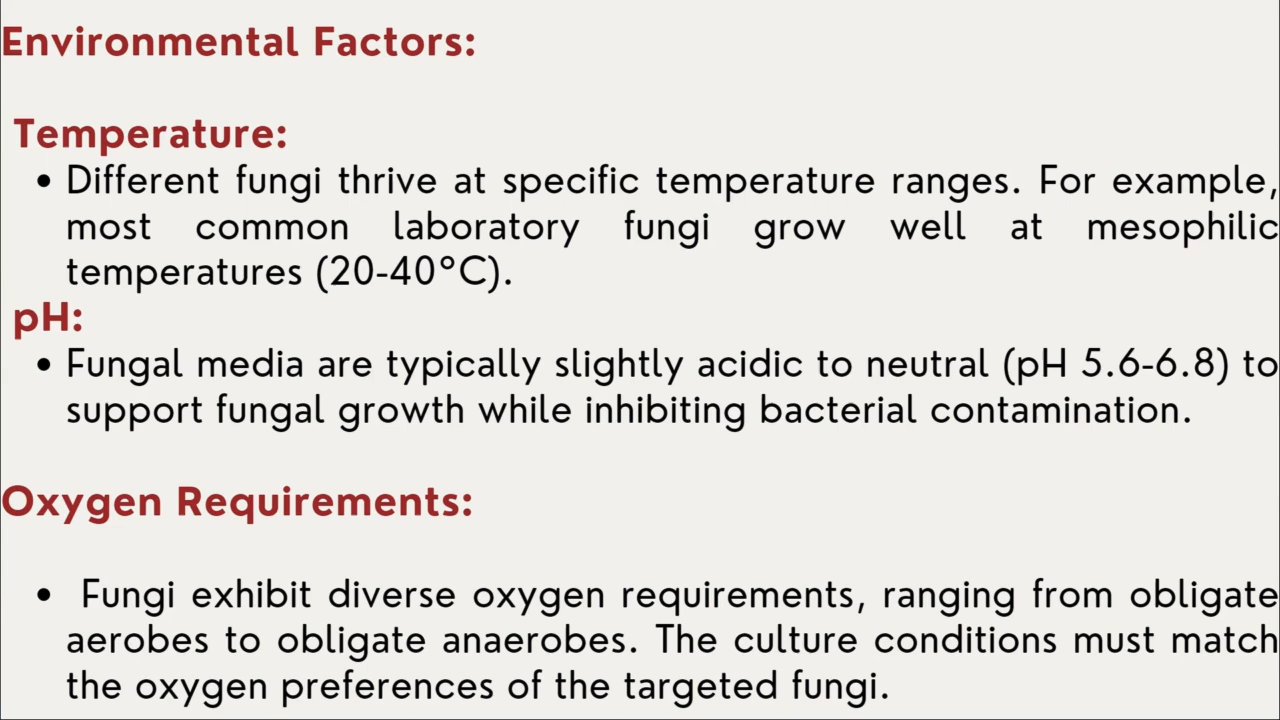 Environmental Factors:
Temperature:
• Different fungi thrive at specific temperature ranges. For example,
most common laboratory fungi grow well at mesophilic
temperatures (20-40°C).
pH:
• Fungal media are typically slightly acidic to neutral (pH 5.6-6.8) to
support fungal growth while inhibiting bacterial contamination.
Oxygen Requirements:
• Fungi exhibit diverse oxygen requirements, ranging from obligate
aerobes to obligate anaerobes. The culture conditions must match
the oxygen preferences of the targeted fungi.